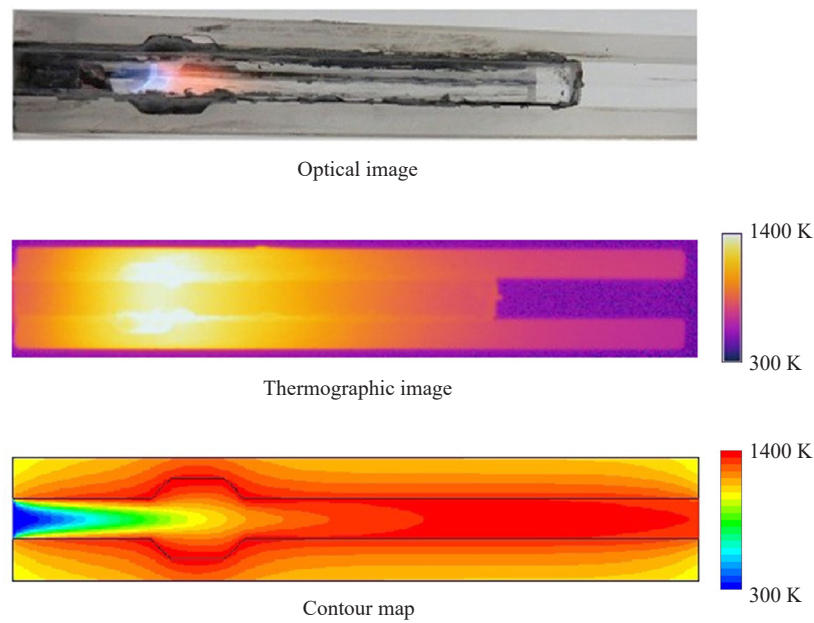 Optical image
1400 K
300 K
Thermographic image
1400 K
300 K
Contour map